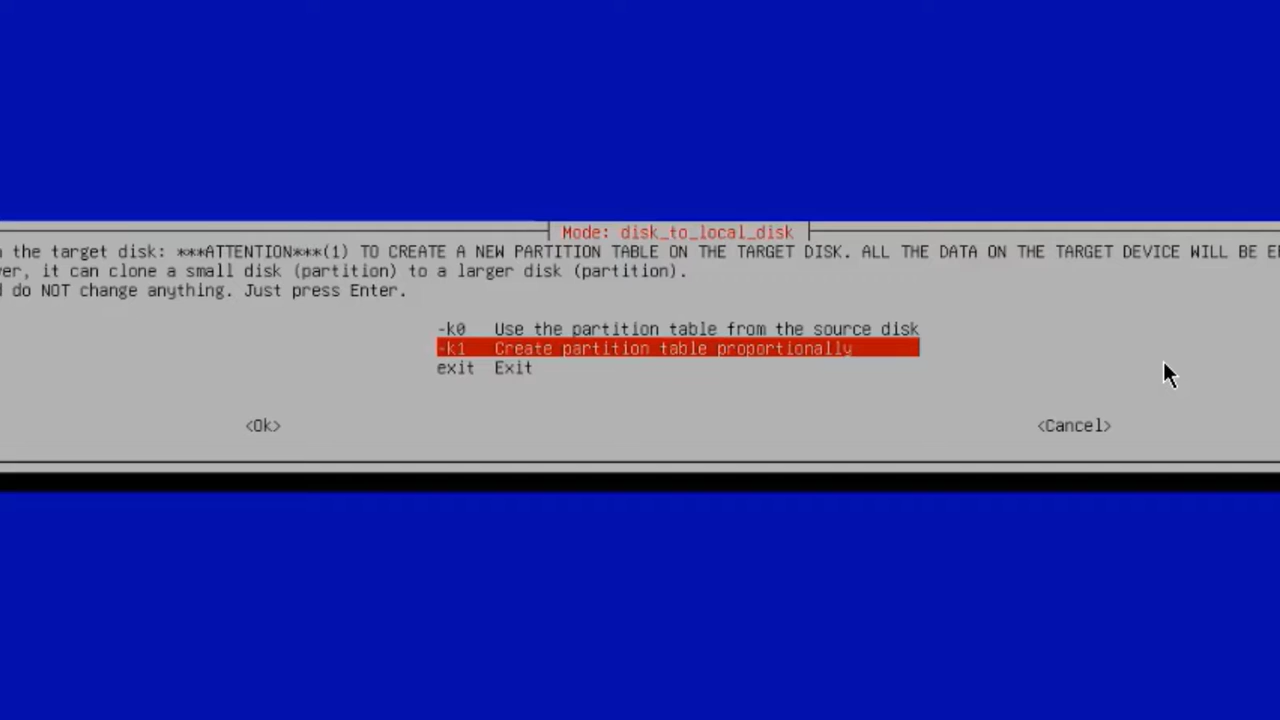 Mode: disk_to_local_disk
the target disk: ***ATTENTION***(1) TO CREATE A NEW PARTITION TABLE ON THE TARGET DISK. ALL THE DATA ON THE TARGET DEVICE WILL BE
it can clone a small disk (partition) to a larger disk (partition).
do NOT change anything. Just press Enter.
-k0 Use the partition table from the source disk
-k1 Create partition table proportionally
exit Exit
<Ok> <Cancel>